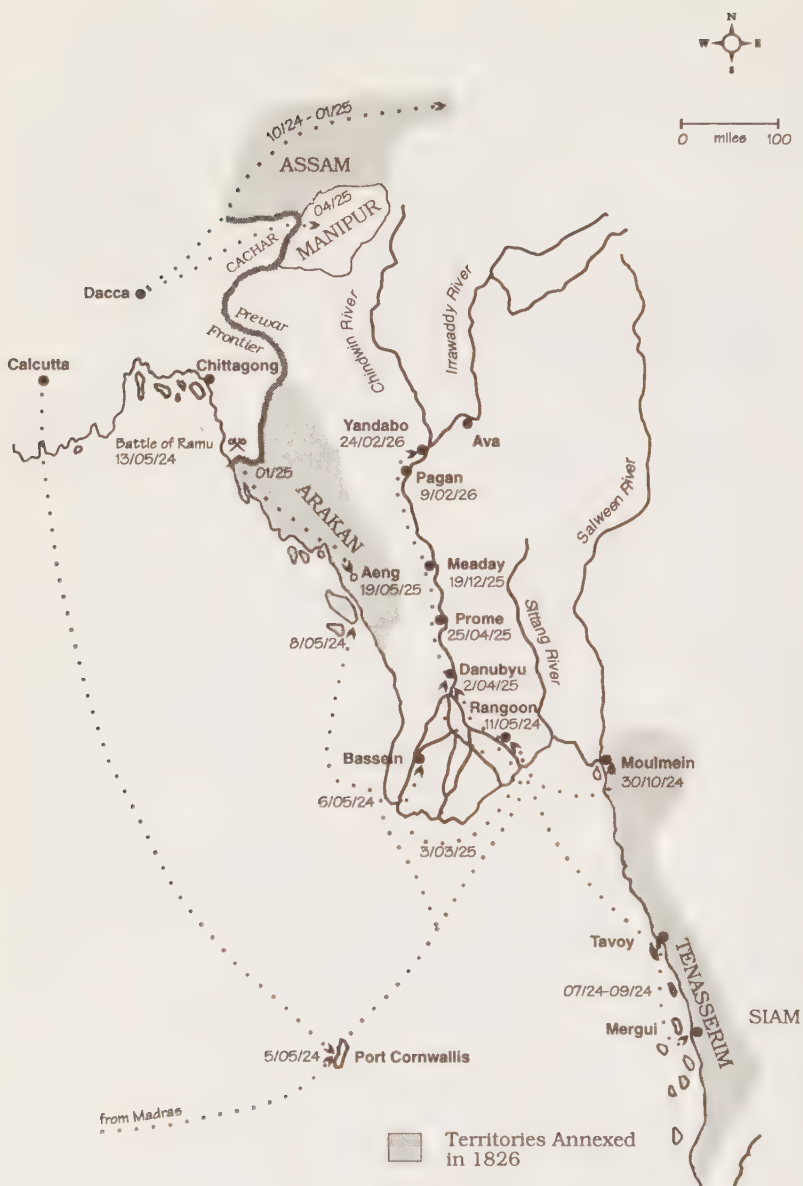 N
W E
S
0 miles 100
10/24 - 01/25
ASSAM
04/25
MANIPUR
CACHAR
Dacca
Prewar
Frontier
Chindwin River
Irrawaddy River
Calcutta
Chittagong
Battle of Ramu
13/05/24
01/25
Yandabo
24/02/26
Ava
Pagan
9/02/26
Salween River
ARAKAN
Aeng
19/05/25
Meaday
19/12/25
Sittang River
8/05/24
Prome
25/04/25
Danubyu
2/04/25
Rangoon
11/05/24
Bassein
Moulmein
30/10/24
6/05/24
3/03/25
Tavoy
TENASSERIM
07/24-09/24
SIAM
Mergui
5/05/24
Port Cornwallis
from Madras
Territories Annexed
in 1826